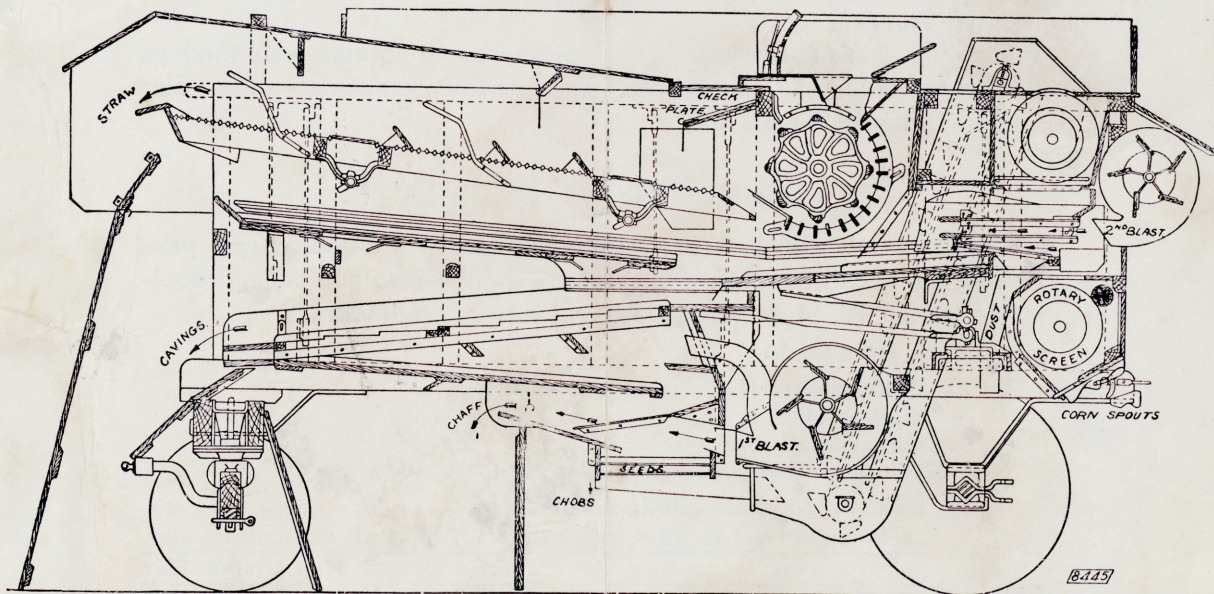 STRAW
CHECK
PLATE
2ND BLAST.
ROTARY
SCREEN
DUST
CAVINGS.
CHAFF
1ST BLAST.
CORN SPOUTS
SEEDS
CHOBS
8445